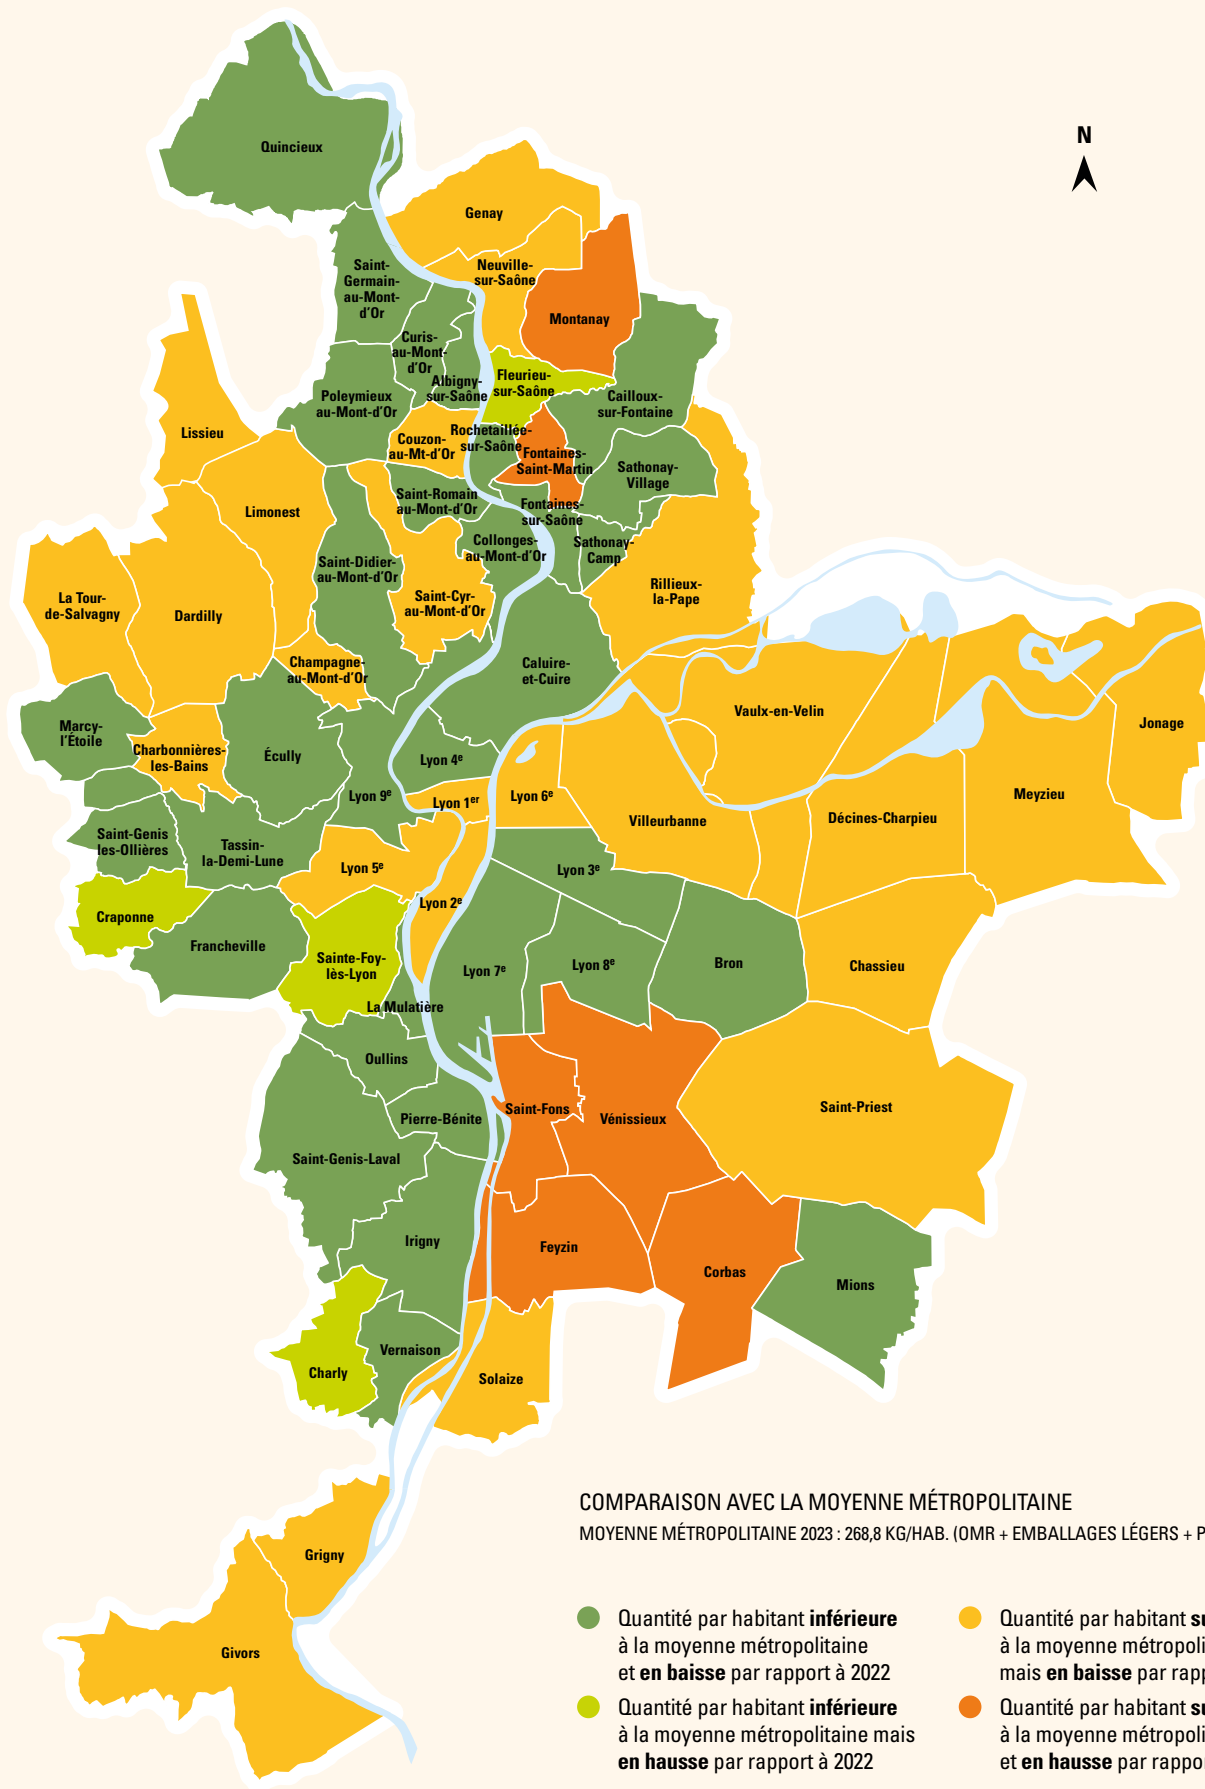 N
Quincieux
Genay
Saint-
Germain-
au-Mont-
d'Or
Neuville-
sur-Saône
Montanay
Curis-
au-Mont-
d'Or
Albigny-
sur-Saône
Fleurieu-
sur-Saône
Poleymieux
au-Mont-d'Or
Cailloux-
sur-Fontaine
Lissieu
Couzon-
au-Mt-d'Or
Rochetaillée-
sur-Saône
Fontaines-
Saint-Martin
Sathonay-
Village
Limonest
Saint-Romain
au-Mont-d'Or
Fontaines-
sur-Saône
Collonges-
au-Mont-d'Or
Sathonay-
Camp
Saint-Didier-
au-Mont-d'Or
Rillieux-
la-Pape
La Tour-
de-Salvagny
Dardilly
Saint-Cyr-
au-Mont-d'Or
Champagne-
au-Mont-d'Or
Caluire-
et-Cuire
Vaulx-en-Velin
Jonage
Marcy-
l'Étoile
Charbonnières-
les-Bains
Écully
Lyon 4e
Lyon 9e
Lyon 1er
Lyon 6e
Meyzieu
Villeurbanne
Décines-Charpieu
Saint-Genis
les-Ollières
Tassin-
la-Demi-Lune
Lyon 5e
Lyon 3e
Craponne
Lyon 2e
Francheville
Sainte-Foy-
lès-Lyon
Lyon 7e
Lyon 8e
Bron
Chassieu
La Mulatière
Oullins
Saint-Fons
Vénissieux
Saint-Priest
Pierre-Bénite
Saint-Genis-Laval
Irigny
Feyzin
Corbas
Mions
Charly
Vernaison
Solaize
Grigny
Givors
COMPARAISON AVEC LA MOYENNE MÉTROPOLITAINE
MOYENNE MÉTROPOLITAINE 2023 : 268,8 KG/HAB. (OMR + EMBALLAGES LÉGERS + P
Quantité par habitant inférieure
à la moyenne métropolitaine
et en baisse par rapport à 2022
Quantité par habitant inférieure
à la moyenne métropolitaine mais
en hausse par rapport à 2022
Quantité par habitant su
à la moyenne métropoli
mais en baisse par rapp
Quantité par habitant su
à la moyenne métropoli
et en hausse par rappor